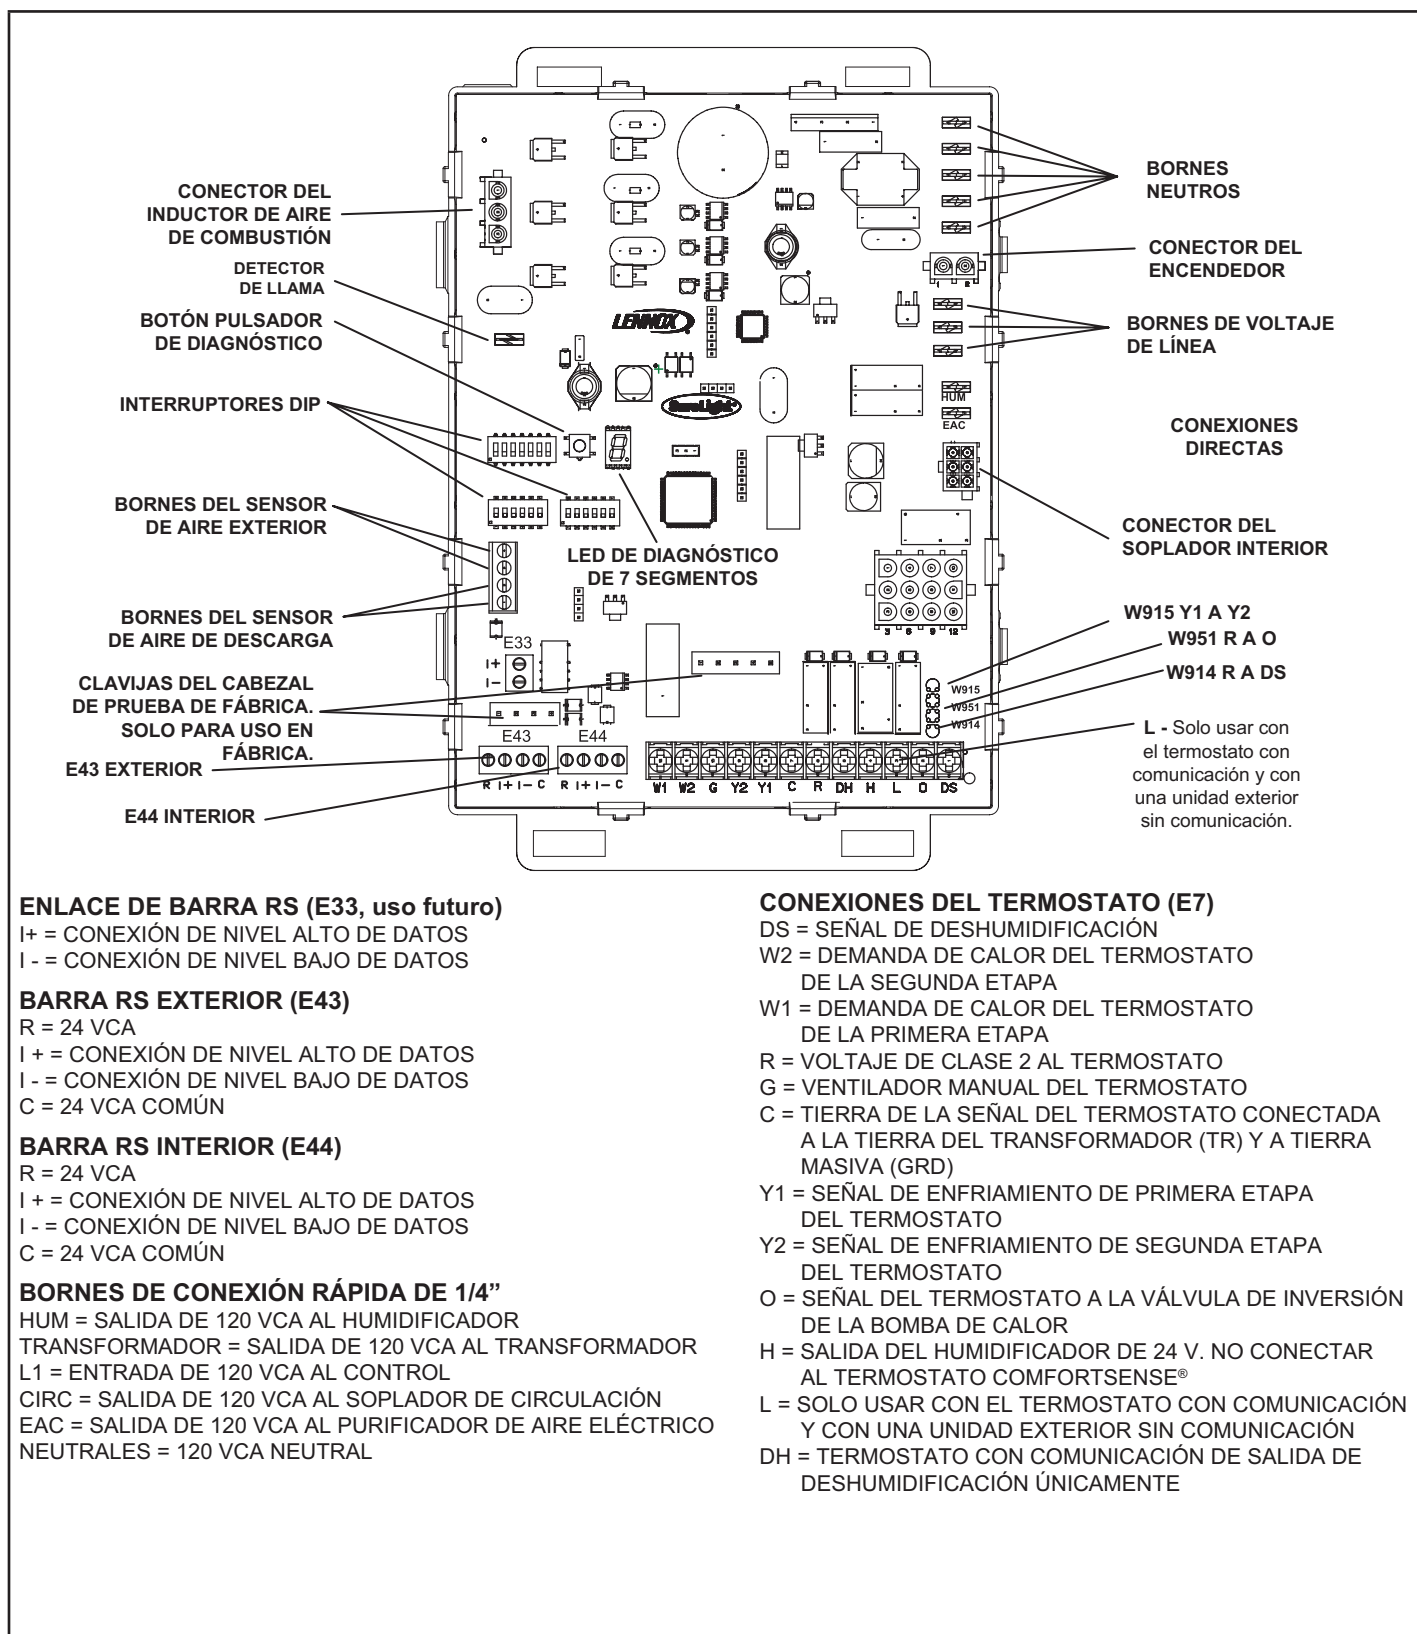 CONECTOR DEL
INDUCTOR DE AIRE
DE COMBUSTIÓN
DETECTOR
DE LLAMA
BOTÓN PULSADOR
DE DIAGNÓSTICO
INTERRUPTORES DIP
BORNES DEL SENSOR
DE AIRE EXTERIOR
BORNES DEL SENSOR
DE AIRE DE DESCARGA
CLAVIJAS DEL CABEZAL
DE PRUEBA DE FÁBRICA.
SOLO PARA USO EN
FÁBRICA.
E43 EXTERIOR
E44 INTERIOR
LENNOX
SureLight®
LED DE DIAGNÓSTICO
DE 7 SEGMENTOS
1 2
HUM
EAC
3 6 9 12
E33
I+
I-
E43 E44
R I+ I- C R I+ I- C
W915
W951
W914
W1 W2 G Y2 Y1 C R DH H L O DS
BORNES
NEUTROS
CONECTOR DEL
ENCENDEDOR
BORNES DE VOLTAJE
DE LÍNEA
CONEXIONES
DIRECTAS
CONECTOR DEL
SOPLADOR INTERIOR
W915 Y1 A Y2
W951 R A O
W914 R A DS
L - Solo usar con
el termostato con
comunicación y con
una unidad exterior
sin comunicación.
ENLACE DE BARRA RS (E33, uso futuro)
I+ = CONEXIÓN DE NIVEL ALTO DE DATOS
I - = CONEXIÓN DE NIVEL BAJO DE DATOS
BARRA RS EXTERIOR (E43)
R = 24 VCA
I + = CONEXIÓN DE NIVEL ALTO DE DATOS
I - = CONEXIÓN DE NIVEL BAJO DE DATOS
C = 24 VCA COMÚN
BARRA RS INTERIOR (E44)
R = 24 VCA
I + = CONEXIÓN DE NIVEL ALTO DE DATOS
I - = CONEXIÓN DE NIVEL BAJO DE DATOS
C = 24 VCA COMÚN
BORNES DE CONEXIÓN RÁPIDA DE 1/4”
HUM = SALIDA DE 120 VCA AL HUMIDIFICADOR
TRANSFORMADOR = SALIDA DE 120 VCA AL TRANSFORMADOR
L1 = ENTRADA DE 120 VCA AL CONTROL
CIRC = SALIDA DE 120 VCA AL SOPLADOR DE CIRCULACIÓN
EAC = SALIDA DE 120 VCA AL PURIFICADOR DE AIRE ELÉCTRICO
NEUTRALES = 120 VCA NEUTRAL
CONEXIONES DEL TERMOSTATO (E7)
DS = SEÑAL DE DESHUMIDIFICACIÓN
W2 = DEMANDA DE CALOR DEL TERMOSTATO
DE LA SEGUNDA ETAPA
W1 = DEMANDA DE CALOR DEL TERMOSTATO
DE LA PRIMERA ETAPA
R = VOLTAJE DE CLASE 2 AL TERMOSTATO
G = VENTILADOR MANUAL DEL TERMOSTATO
C = TIERRA DE LA SEÑAL DEL TERMOSTATO CONECTADA
A LA TIERRA DEL TRANSFORMADOR (TR) Y A TIERRA
MASIVA (GRD)
Y1 = SEÑAL DE ENFRIAMIENTO DE PRIMERA ETAPA
DEL TERMOSTATO
Y2 = SEÑAL DE ENFRIAMIENTO DE SEGUNDA ETAPA
DEL TERMOSTATO
O = SEÑAL DEL TERMOSTATO A LA VÁLVULA DE INVERSIÓN
DE LA BOMBA DE CALOR
H = SALIDA DEL HUMIDIFICADOR DE 24 V. NO CONECTAR
AL TERMOSTATO COMFORTSENSE®
L = SOLO USAR CON EL TERMOSTATO CON COMUNICACIÓN
Y CON UNA UNIDAD EXTERIOR SIN COMUNICACIÓN
DH = TERMOSTATO CON COMUNICACIÓN DE SALIDA DE
DESHUMIDIFICACIÓN ÚNICAMENTE